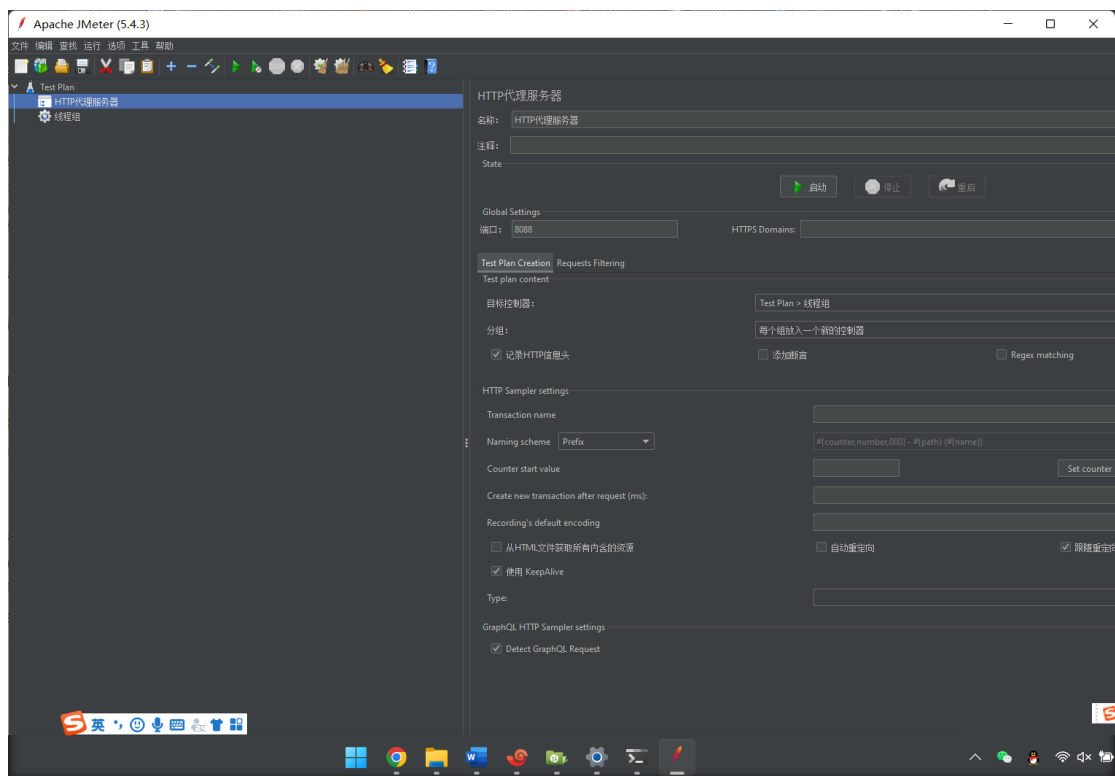 Apache JMeter (5.4.3)
文件 编辑 查找 运行 选项 工具 帮助
Test Plan
HTTP代理服务器
线程组
HTTP代理服务器
名称： HTTP代理服务器
注释：
State
启动 停止 重启
Global Settings
端口： 8088 HTTPS Domains:
Test Plan Creation Requests Filtering
Test plan content
目标控制器： Test Plan > 线程组
分组： 每个组放入一个新的控制器
记录HTTP信息头 添加断言 Regex matching
HTTP Sampler settings
Transaction name
Naming scheme Prefix #{counter,number,000} - #{path} (#{name})
Counter start value Set counter
Create new transaction after request (ms):
Recording's default encoding
从HTML文件获取所有内含的资源 自动重定向 跟随重定
使用 KeepAlive
Type:
GraphQL HTTP Sampler settings
Detect GraphQL Request
英